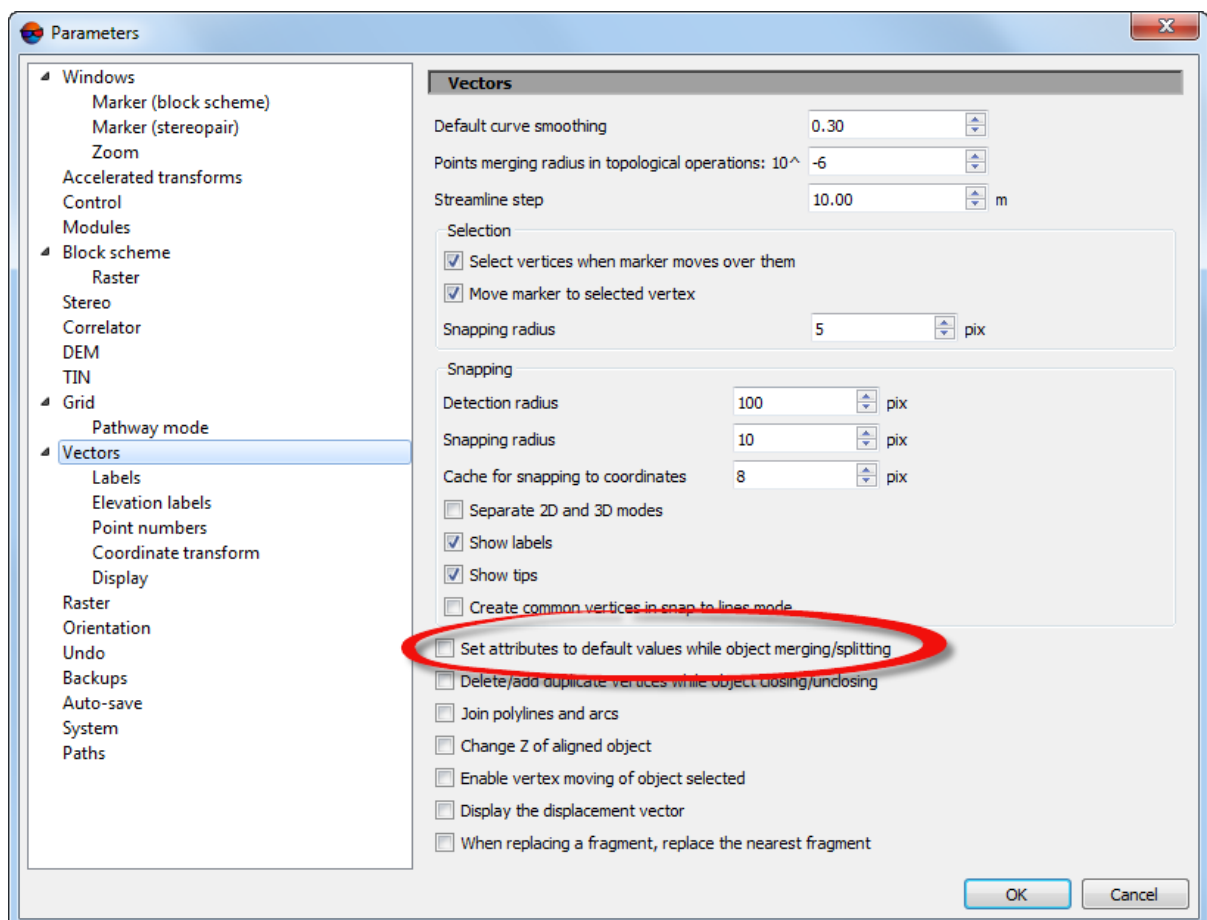 Parameters
Windows
Marker (block scheme)
Marker (stereopair)
Zoom
Accelerated transforms
Control
Modules
Block scheme
Raster
Stereo
Correlator
DEM
TIN
Grid
Pathway mode
Vectors
Labels
Elevation labels
Point numbers
Coordinate transform
Display
Raster
Orientation
Undo
Backups
Auto-save
System
Paths
Vectors
Default curve smoothing 0.30
Points merging radius in topological operations: 10^ -6
Streamline step 10.00 m
Selection
Select vertices when marker moves over them
Move marker to selected vertex
Snapping radius 5 pix
Snapping
Detection radius 100 pix
Snapping radius 10 pix
Cache for snapping to coordinates 8 pix
Separate 2D and 3D modes
Show labels
Show tips
Create common vertices in snap to lines mode
Set attributes to default values while object merging/splitting
Delete/add duplicate vertices while object closing/unclosing
Join polylines and arcs
Change Z of aligned object
Enable vertex moving of object selected
Display the displacement vector
When replacing a fragment, replace the nearest fragment
OK Cancel